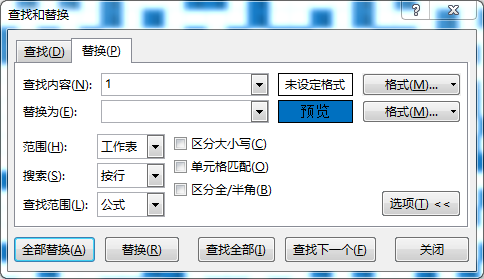 查找和替换
查找(D) 替换(P)
查找内容(N): 1 未设定格式 格式(M)...
替换为(E): 预览 格式(M)...
范围(H): 工作表 区分大小写(C)
搜索(S): 按行 单元格匹配(O)
查找范围(L): 公式 区分全/半角(B)
选项(T) <<
全部替换(A) 替换(R) 查找全部(I) 查找下一个(F) 关闭